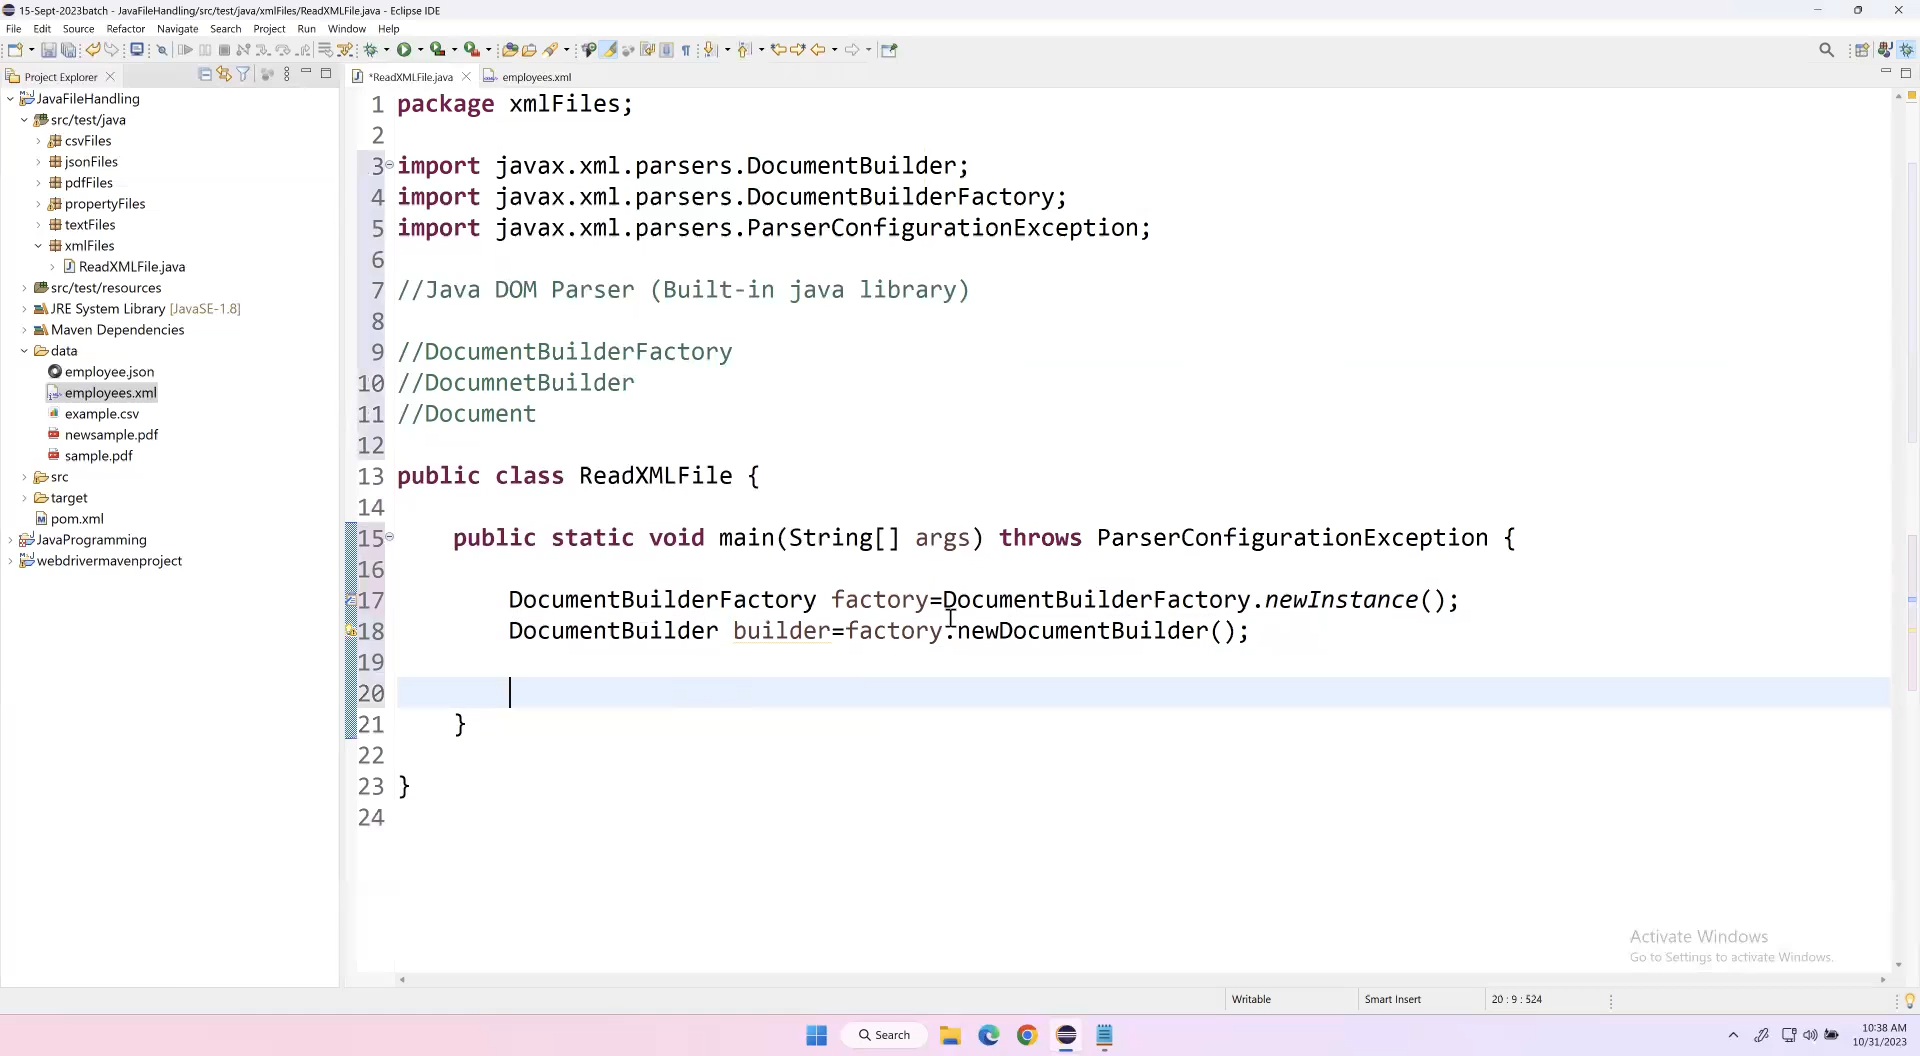 15-Sept-2023batch - JavaFileHandling/src/test/java/xmlFiles/ReadXMLFile.java - Eclipse IDE
File Edit Source Refactor Navigate Search Project Run Window Help
Project Explorer
JavaFileHandling
src/test/java
csvFiles
jsonFiles
pdfFiles
propertyFiles
textFiles
xmlFiles
ReadXMLFile.java
src/test/resources
JRE System Library [JavaSE-1.8]
Maven Dependencies
data
employee.json
employees.xml
example.csv
newsample.pdf
sample.pdf
src
target
pom.xml
JavaProgramming
webdrivermavenproject
*ReadXMLFile.java employees.xml
1 package xmlFiles;
2
3 import javax.xml.parsers.DocumentBuilder;
4 import javax.xml.parsers.DocumentBuilderFactory;
5 import javax.xml.parsers.ParserConfigurationException;
6
7 //Java DOM Parser (Built-in java library)
8
9 //DocumentBuilderFactory
10 //DocumnetBuilder
11 //Document
12
13 public class ReadXMLFile {
14
15 public static void main(String[] args) throws ParserConfigurationException {
16
17 DocumentBuilderFactory factory=DocumentBuilderFactory.newInstance();
18 DocumentBuilder builder=factory.newDocumentBuilder();
19
20
21 }
22
23 }
24
Activate Windows
Go to Settings to activate Windows.
Writable Smart Insert 20 : 9 : 524
Search
10:38 AM
10/31/2023